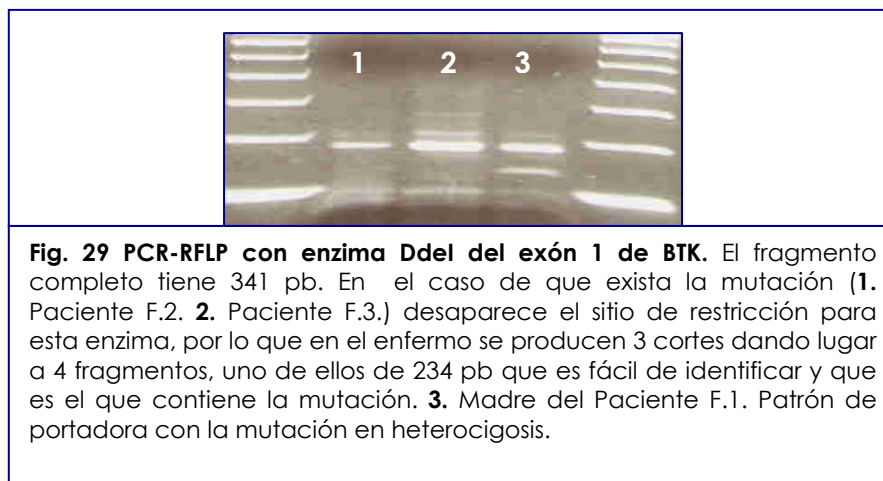 1 2 3
Fig. 29 PCR-RFLP con enzima DdeI del exón 1 de BTK. El fragmento
completo tiene 341 pb. En el caso de que exista la mutación (1.
Paciente F.2. 2. Paciente F.3.) desaparece el sitio de restricción para
esta enzima, por lo que en el enfermo se producen 3 cortes dando lugar
a 4 fragmentos, uno de ellos de 234 pb que es fácil de identificar y que
es el que contiene la mutación. 3. Madre del Paciente F.1. Patrón de
portadora con la mutación en heterocigosis.